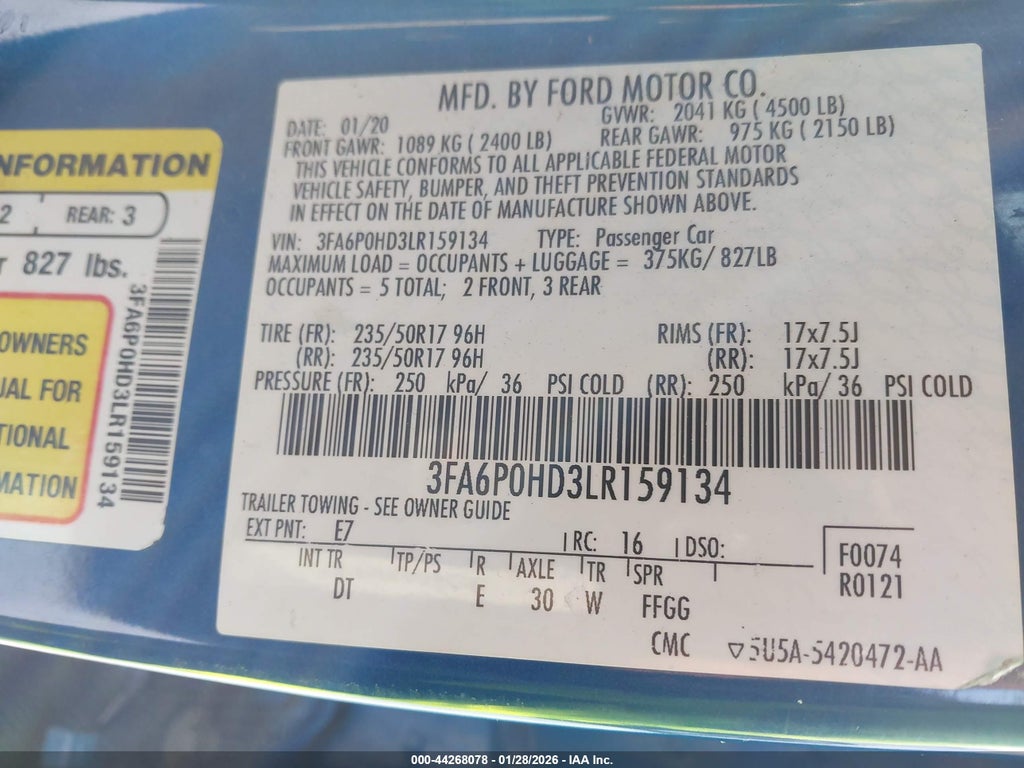 NFORMATION
2 REAR: 3
827 lbs.
OWNERS
UAL FOR
TIONAL
MATION
3FA6P0HD3LR159134
MFD. BY FORD MOTOR CO.
DATE: 01/20 GVWR: 2041 KG ( 4500 LB)
FRONT GAWR: 1089 KG ( 2400 LB) REAR GAWR: 975 KG ( 2150 LB)
THIS VEHICLE CONFORMS TO ALL APPLICABLE FEDERAL MOTOR
VEHICLE SAFETY, BUMPER, AND THEFT PREVENTION STANDARDS
IN EFFECT ON THE DATE OF MANUFACTURE SHOWN ABOVE.
VIN: 3FA6P0HD3LR159134 TYPE: Passenger Car
MAXIMUM LOAD = OCCUPANTS + LUGGAGE = 375KG/ 827LB
OCCUPANTS = 5 TOTAL; 2 FRONT, 3 REAR
TIRE (FR): 235/50R17 96H RIMS (FR): 17x7.5J
(RR): 235/50R17 96H (RR): 17x7.5J
PRESSURE (FR): 250 kPa/ 36 PSI COLD (RR): 250 kPa/ 36 PSI COLD
3FA6P0HD3LR159134
TRAILER TOWING - SEE OWNER GUIDE
EXT PNT: E7 RC: 16 DSO:
INT TR TP/PS R AXLE TR SPR
DT E 30 W FFGG
F0074
R0121
CMC ▽5U5A-5420472-AA
000-44268078 - 01/28/2026 - IAA Inc.